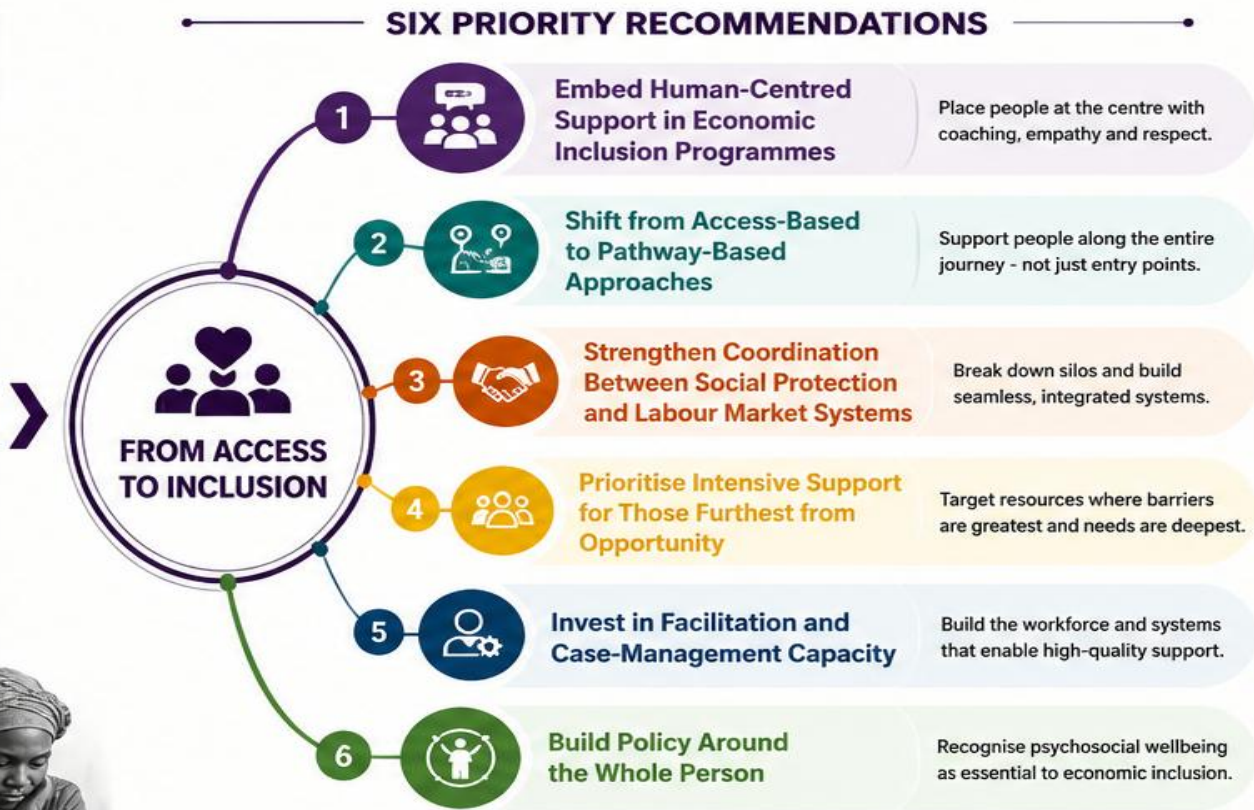 SIX PRIORITY RECOMMENDATIONS
FROM ACCESS
TO INCLUSION
1
Embed Human-Centred
Support in Economic
Inclusion Programmes
Place people at the centre with
coaching, empathy and respect.
2
Shift from Access-Based
to Pathway-Based
Approaches
Support people along the entire
journey - not just entry points.
3
Strengthen Coordination
Between Social Protection
and Labour Market Systems
Break down silos and build
seamless, integrated systems.
4
Prioritise Intensive Support
for Those Furthest from
Opportunity
Target resources where barriers
are greatest and needs are deepest.
5
Invest in Facilitation and
Case-Management Capacity
Build the workforce and systems
that enable high-quality support.
6
Build Policy Around
the Whole Person
Recognise psychosocial wellbeing
as essential to economic inclusion.